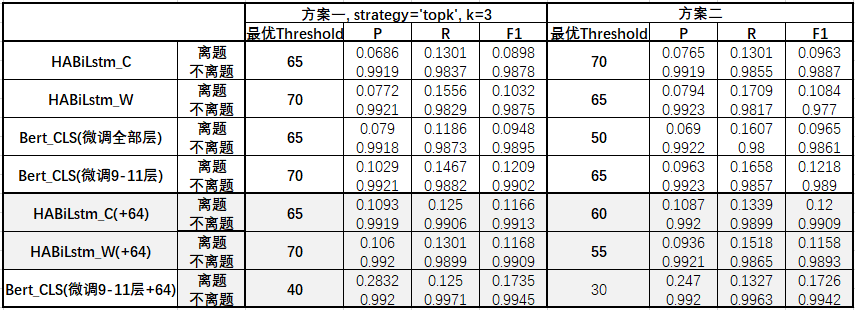 方案一, strategy='topk', k=3 方案二
最优Threshold P R F1 最优Threshold P R F1
HABiLstm_C 离题 65 0.0686 0.1301 0.0898 70 0.0765 0.1301 0.0963
不离题 0.9919 0.9837 0.9878 0.9919 0.9855 0.9887
HABiLstm_W 离题 70 0.0772 0.1556 0.1032 65 0.0794 0.1709 0.1084
不离题 0.9921 0.9829 0.9875 0.9923 0.9817 0.977
Bert_CLS(微调全部层) 离题 65 0.079 0.1186 0.0948 50 0.069 0.1607 0.0965
不离题 0.9918 0.9873 0.9895 0.9922 0.98 0.9861
Bert_CLS(微调9-11层) 离题 70 0.1029 0.1467 0.1209 65 0.0963 0.1658 0.1218
不离题 0.9921 0.9882 0.9902 0.9923 0.9857 0.989
HABiLstm_C(+64) 离题 65 0.1093 0.125 0.1166 60 0.1087 0.1339 0.12
不离题 0.9919 0.9906 0.9913 0.992 0.9899 0.9909
HABiLstm_W(+64) 离题 70 0.106 0.1301 0.1168 55 0.0936 0.1518 0.1158
不离题 0.992 0.9899 0.9909 0.9921 0.9865 0.9893
Bert_CLS(微调9-11层+64) 离题 40 0.2832 0.125 0.1735 30 0.247 0.1327 0.1726
不离题 0.992 0.9971 0.9945 0.992 0.9963 0.9942